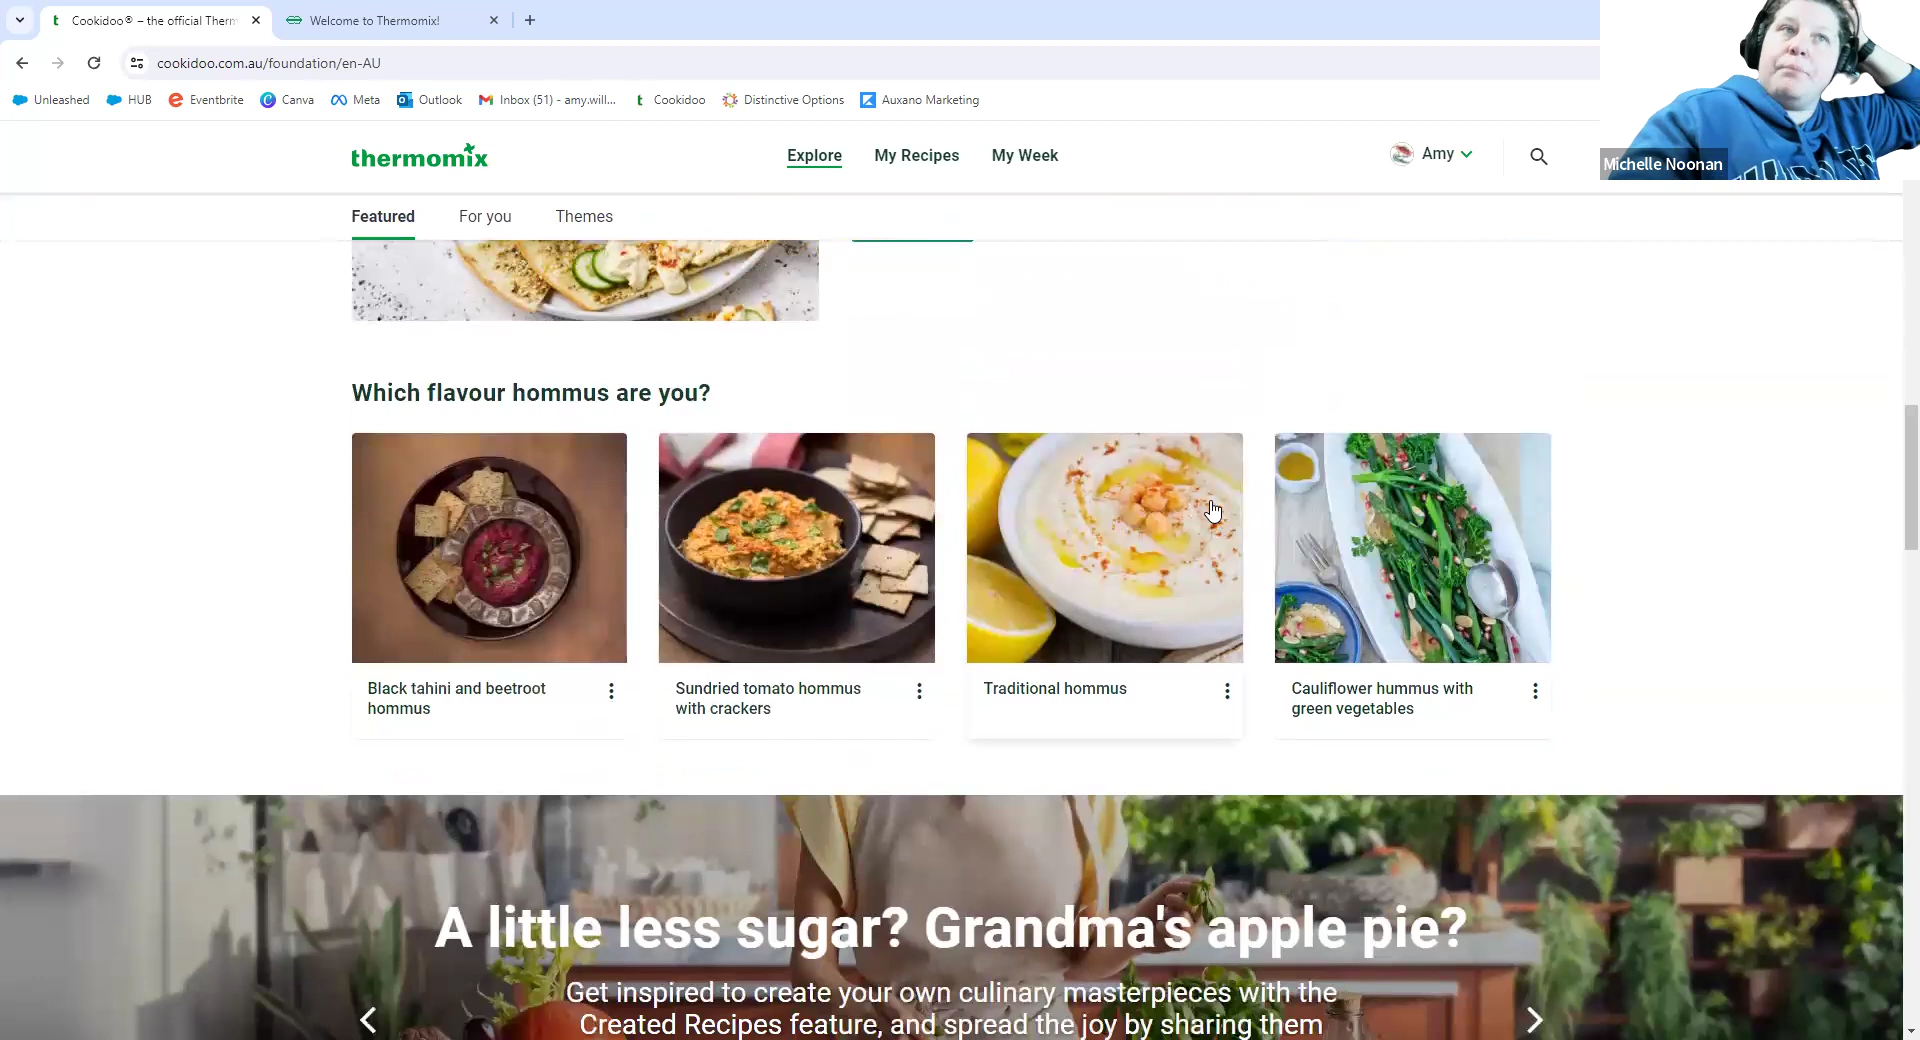 Cookidoo® – the official Therm
Welcome to Thermomix!
cookidoo.com.au/foundation/en-AU
Unleashed
HUB
Eventbrite
Canva
Meta
Outlook
Inbox (51) - amy.will...
Cookidoo
Distinctive Options
Auxano Marketing
thermomix
Explore
My Recipes
My Week
Amy
Michelle Noonan
Featured
For you
Themes
Which flavour hommus are you?
Black tahini and beetroot
hommus
Sundried tomato hommus
with crackers
Traditional hommus
Cauliflower hummus with
green vegetables
A little less sugar? Grandma's apple pie?
Get inspired to create your own culinary masterpieces with the
Created Recipes feature, and spread the joy by sharing them